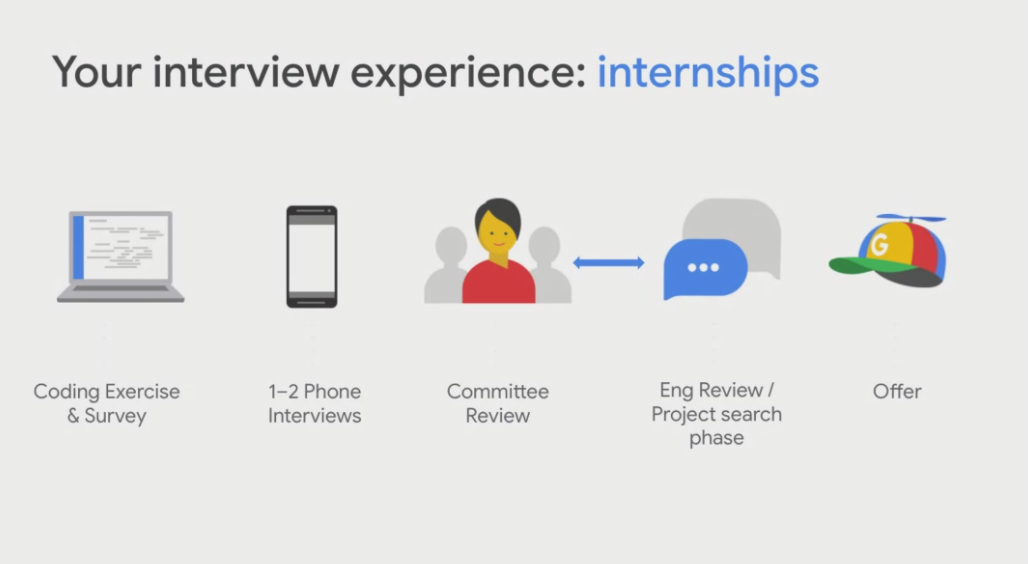 Your interview experience: internships
G
Coding Exercise
& Survey
1–2 Phone
Interviews
Committee
Review
Eng Review /
Project search
phase
Offer